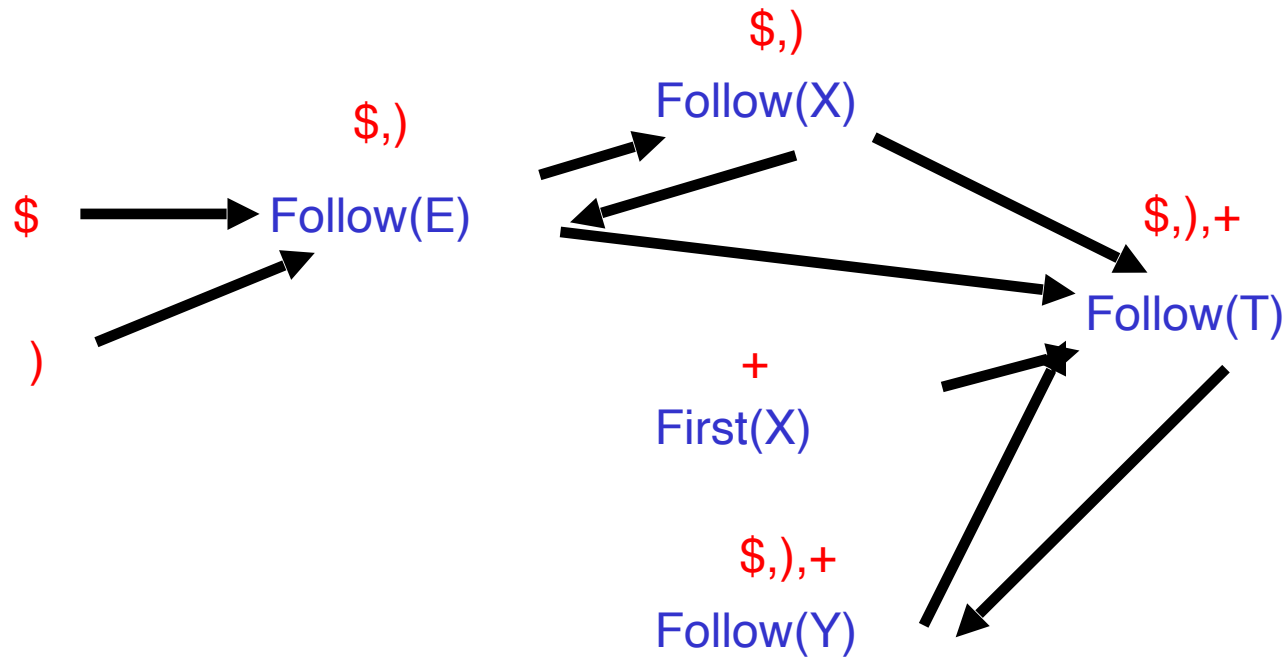 $,)
Follow(X)
$,)
$
Follow(E)
$,),+
)
Follow(T)
+
First(X)
$,),+
Follow(Y)